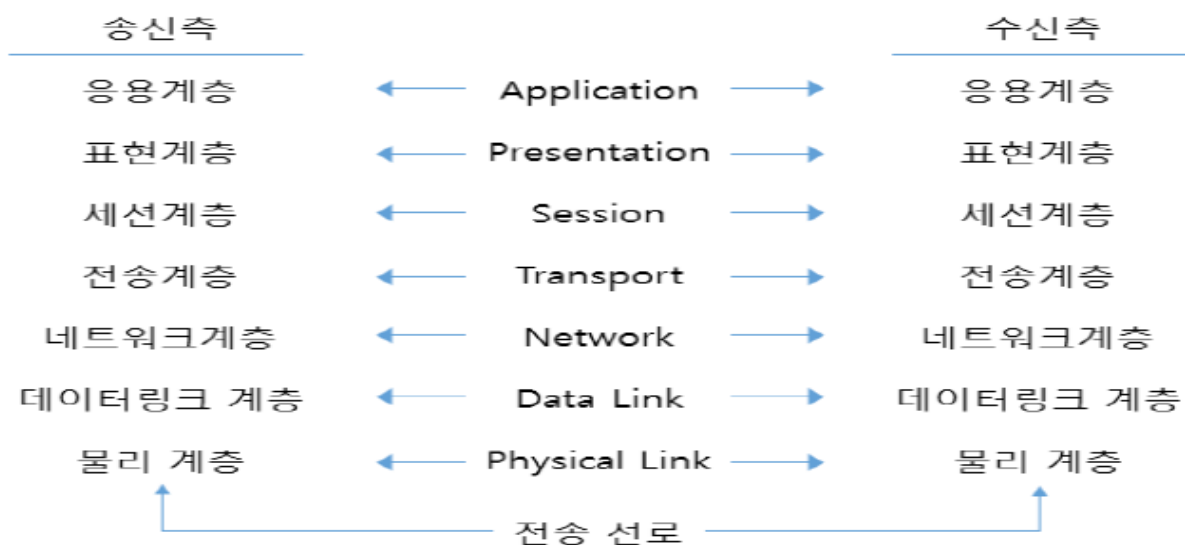 송신측 수신측
응용계층 Application 응용계층
표현계층 Presentation 표현계층
세션계층 Session 세션계층
전송계층 Transport 전송계층
네트워크계층 Network 네트워크계층
데이터링크 계층 Data Link 데이터링크 계층
물리 계층 Physical Link 물리 계층
전송 선로